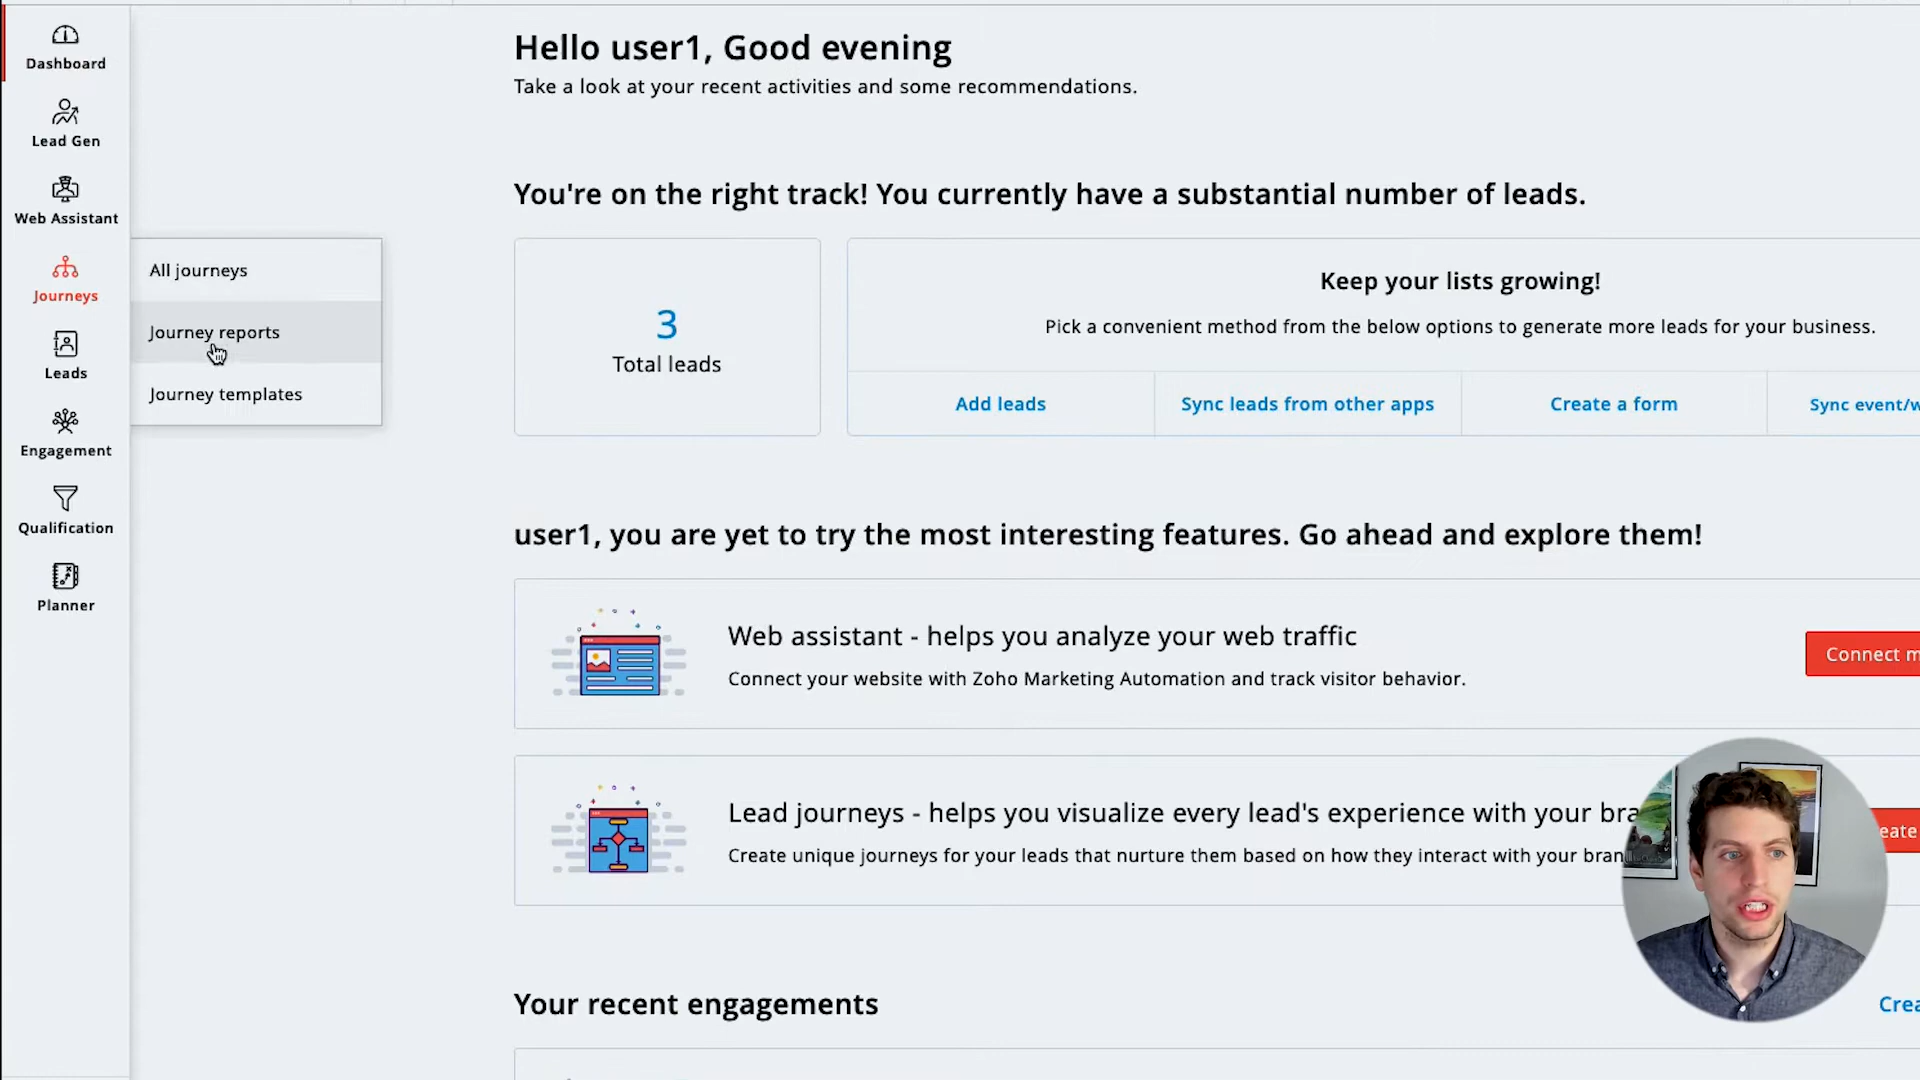 Dashboard
Lead Gen
Web Assistant
Journeys
Leads
Engagement
Qualification
Planner
All journeys
Journey reports
Journey templates
Hello user1, Good evening
Take a look at your recent activities and some recommendations.
You're on the right track! You currently have a substantial number of leads.
3
Total leads
Keep your lists growing!
Pick a convenient method from the below options to generate more leads for your business.
Add leads
Sync leads from other apps
Create a form
Sync event/w
user1, you are yet to try the most interesting features. Go ahead and explore them!
Web assistant - helps you analyze your web traffic
Connect your website with Zoho Marketing Automation and track visitor behavior.
Connect m
Lead journeys - helps you visualize every lead's experience with your bra
Create unique journeys for your leads that nurture them based on how they interact with your bran
eate
Your recent engagements
Crea